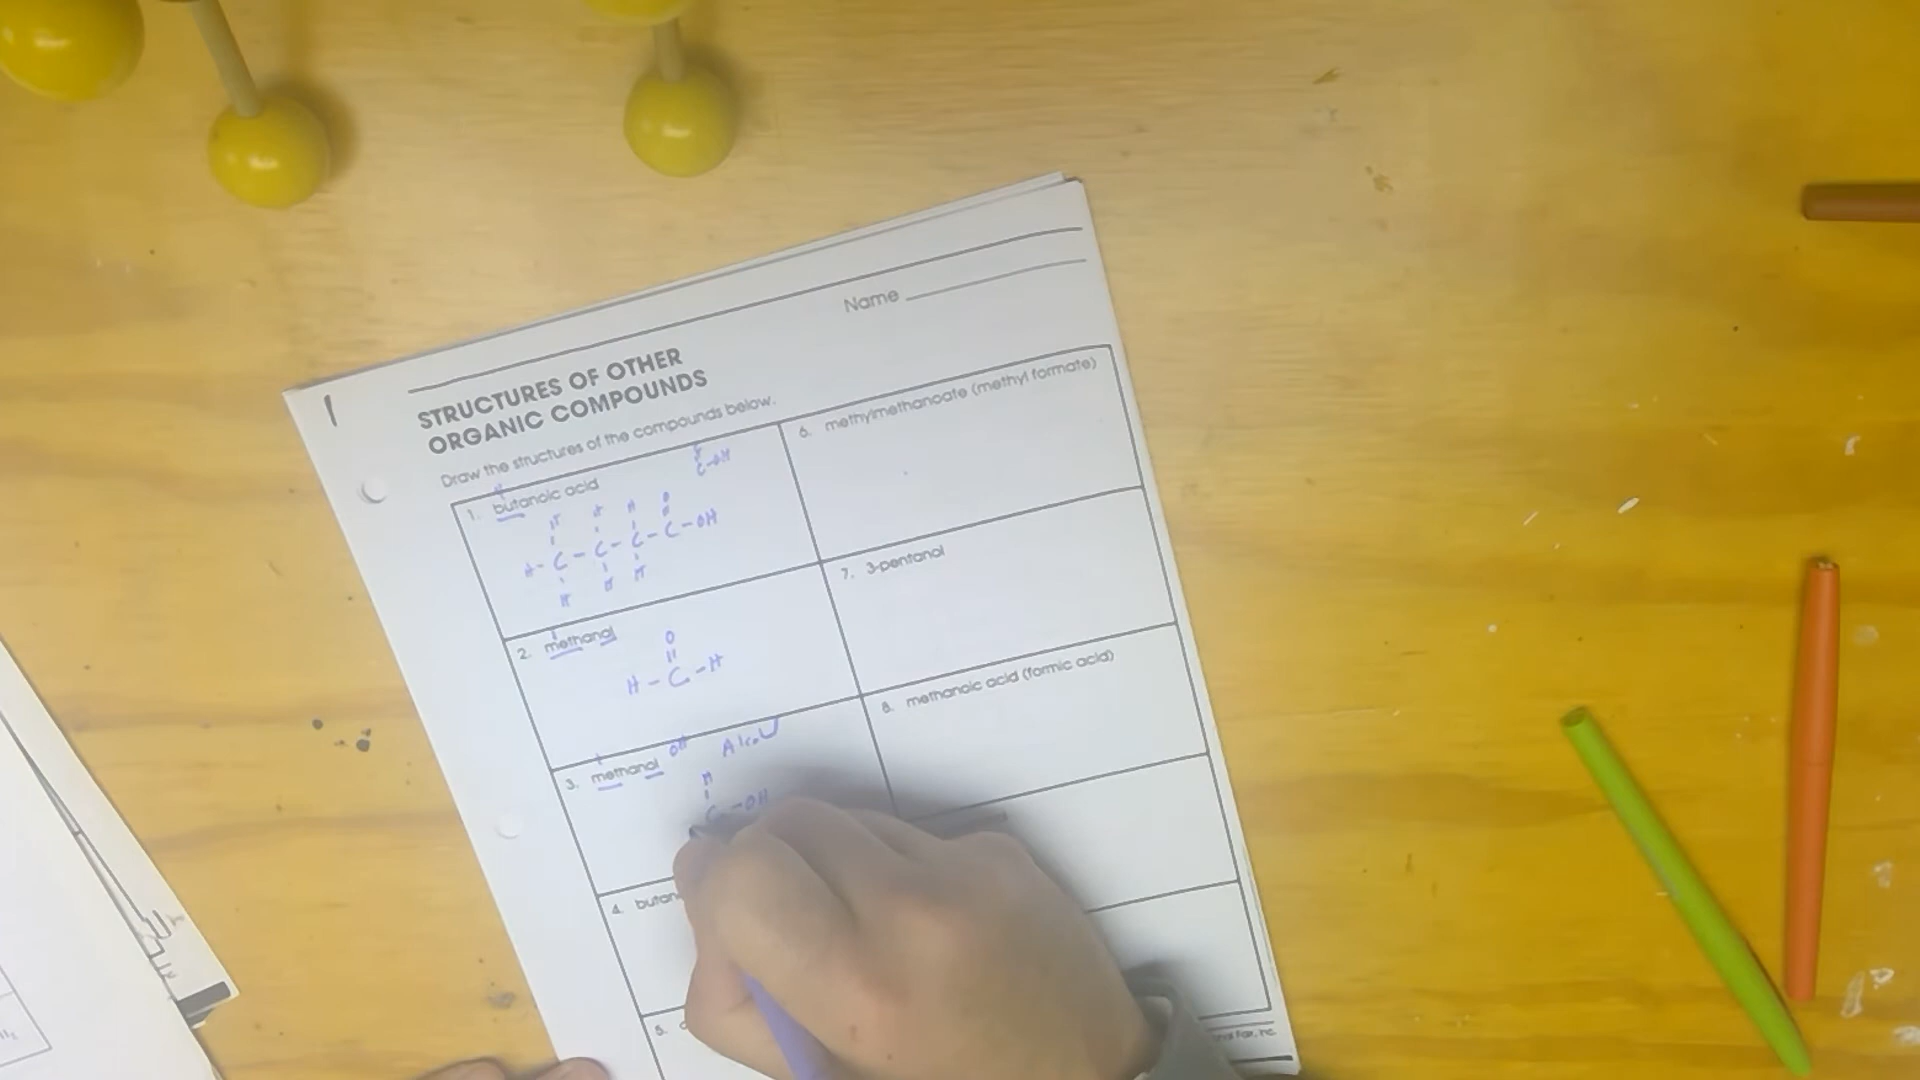 Name
STRUCTURES OF OTHER
ORGANIC COMPOUNDS
Draw the structures of the compounds below.
1. butanoic acid
C-OH
H H H O
H-C-C-C-C-OH
H H H
2. methanal
O
H-C-H
3. methanol OH
H
C-OH
4. butan
5.
6. methylmethanoate (methyl formate)
7. 3-pentanol
8. methanoic acid (formic acid)